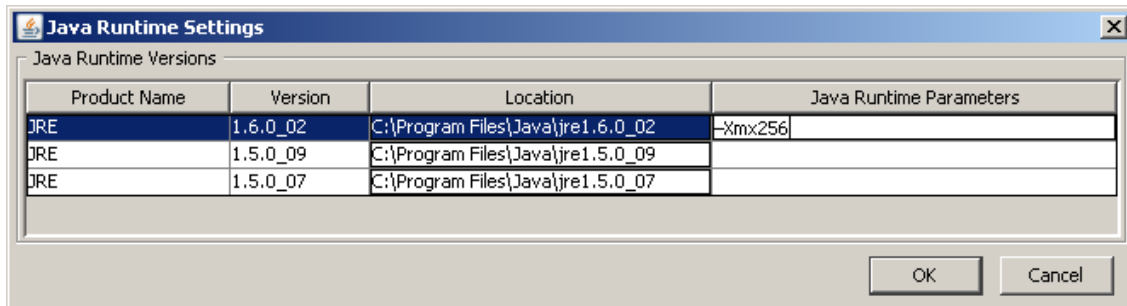 Java Runtime Settings
Java Runtime Versions
Product Name Version Location Java Runtime Parameters
JRE 1.6.0_02 C:\Program Files\Java\jre1.6.0_02 -Xmx256
JRE 1.5.0_09 C:\Program Files\Java\jre1.5.0_09
JRE 1.5.0_07 C:\Program Files\Java\jre1.5.0_07
OK Cancel